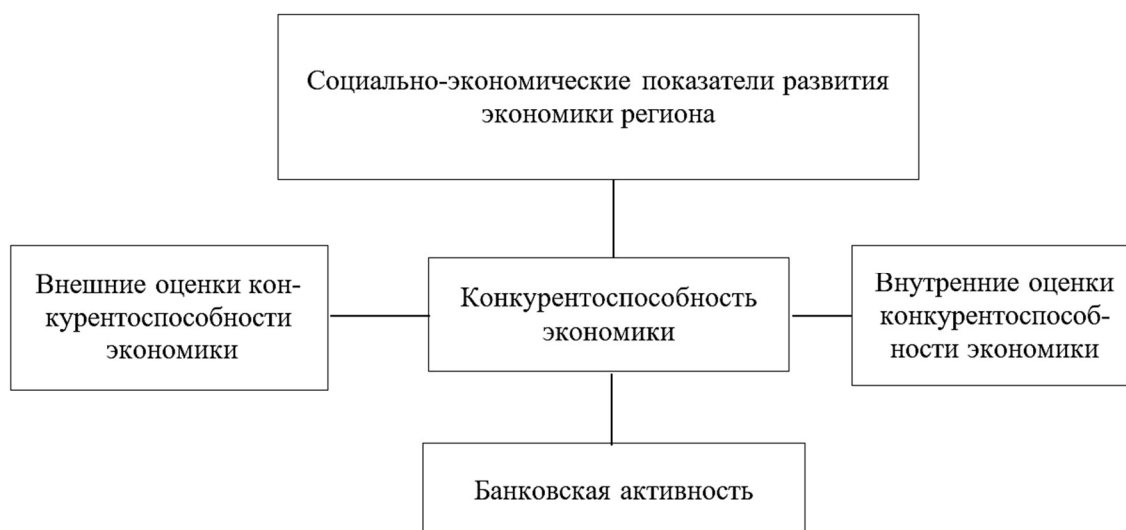 Социально-экономические показатели развития
экономики региона
Внешние оценки кон-
курентоспособности
экономики
Конкурентоспособность
экономики
Внутренние оценки
конкурентоспособ-
ности экономики
Банковская активность